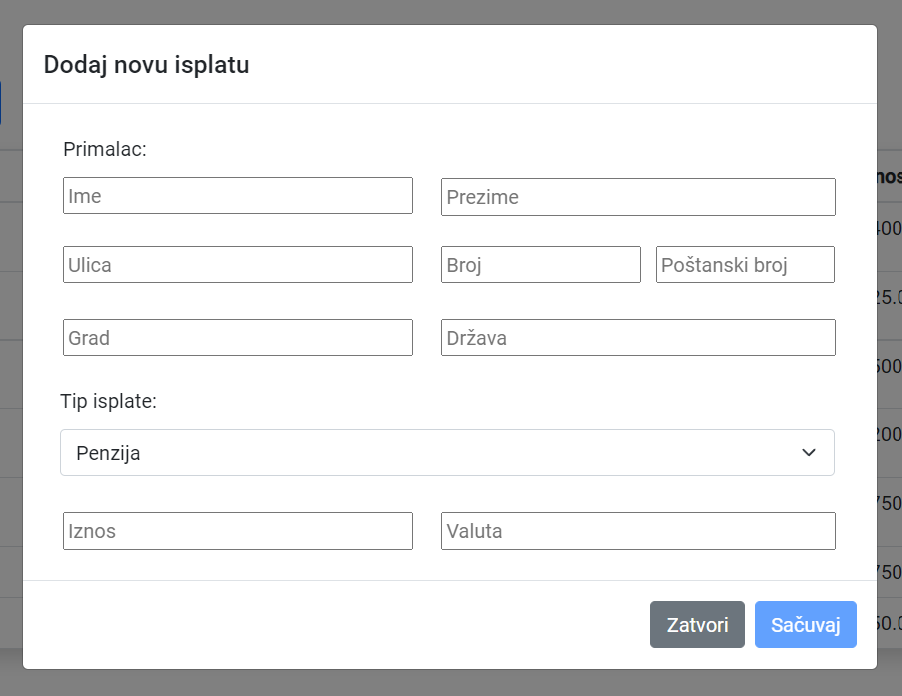 Dodaj novu isplatu
Primalac:
Ime Prezime
Ulica Broj Poštanski broj
Grad Država
Tip isplate:
Penzija
Iznos Valuta
Zatvori Sačuvaj